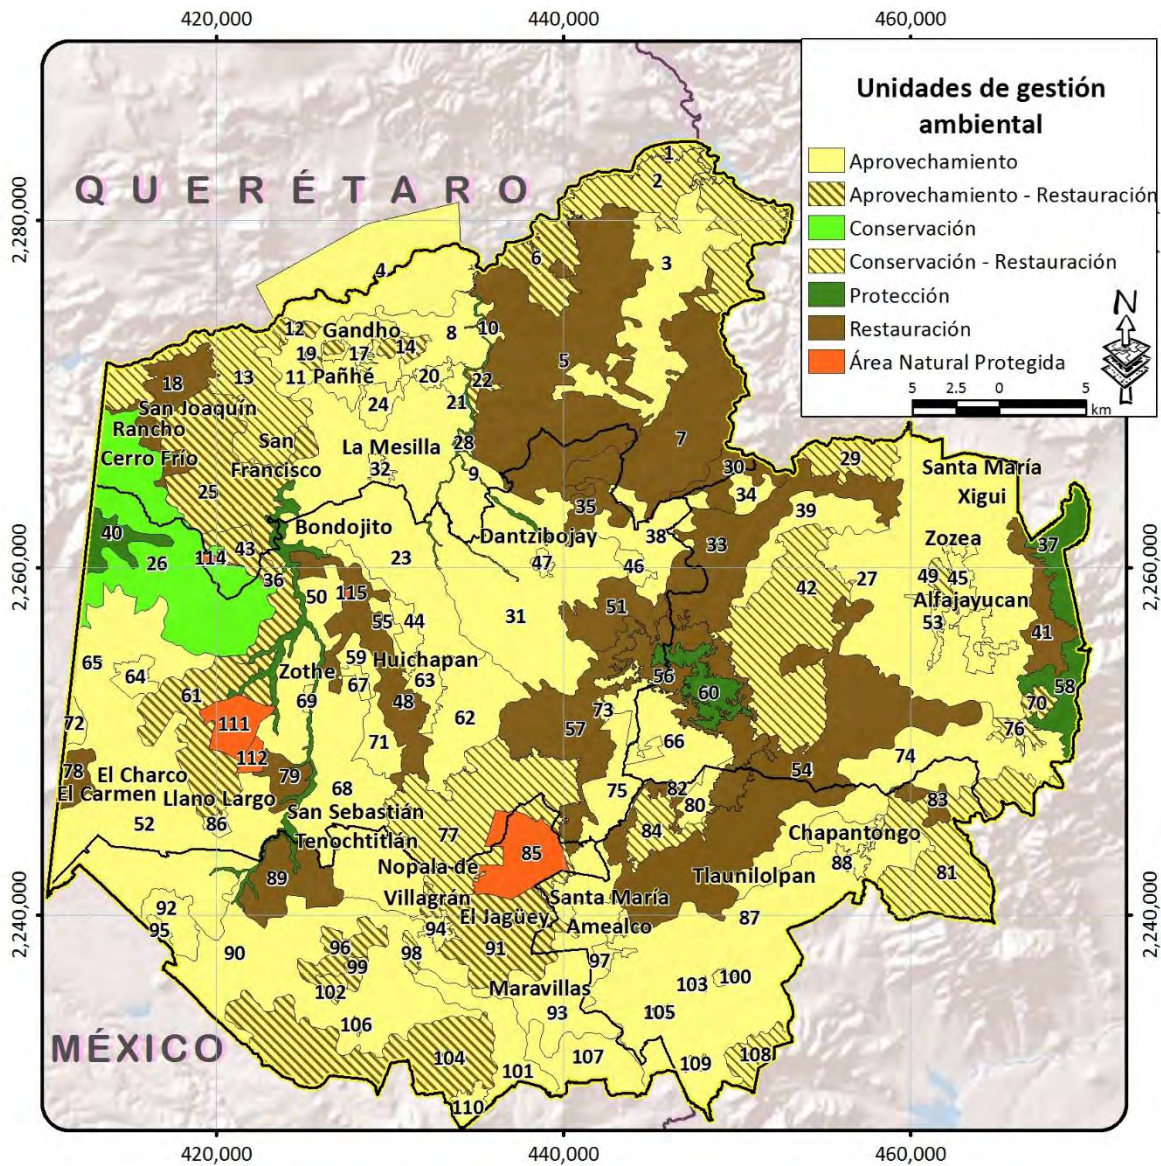 420,000 440,000 460,000
Unidades de gestión
ambiental
Aprovechamiento
Aprovechamiento - Restauración
Conservación
Conservación - Restauración
Protección
Restauración
Área Natural Protegida
N
5 2.5 0 5
km
QUERÉTARO
MÉXICO
2,280,000
2,260,000
2,240,000
2,280,000
2,260,000
2,240,000
1
2
6 3
4
12 Gandho 8 10
19 17 14 5
18 13 11 Pañhé 20 22
24 21
San Joaquín
Rancho San La Mesilla 28 7
Cerro Frío Francisco 32 9 30 29 Santa María
25 34 Xigui
35 39
40 43 Bondojito Dantzibojay 38 33 Zozea 37
26 114 36 23 47 46 42 27 49 45
50 115 31 51 Alfajayucan
55 44 53 41
65 64 Zothe 59 Huichapan 56 58
61 67 63 60 70
72 69 48 62 73 76
111 71 57 66 74
112
78 El Charco 79 54
El Carmen Llano Largo 68 75 82 83
52 86 San Sebastián 80
Tenochtitlán 77 84 Chapantongo
85 88 81
89 Nopala de Tlaunilolpan
Villagrán Santa María
92 El Jagüey Amealco 87
95 94
90 96 98 91 97
99 103 100
102 Maravillas
106 93 105
104 101 107 109 108
110
420,000 440,000 460,000